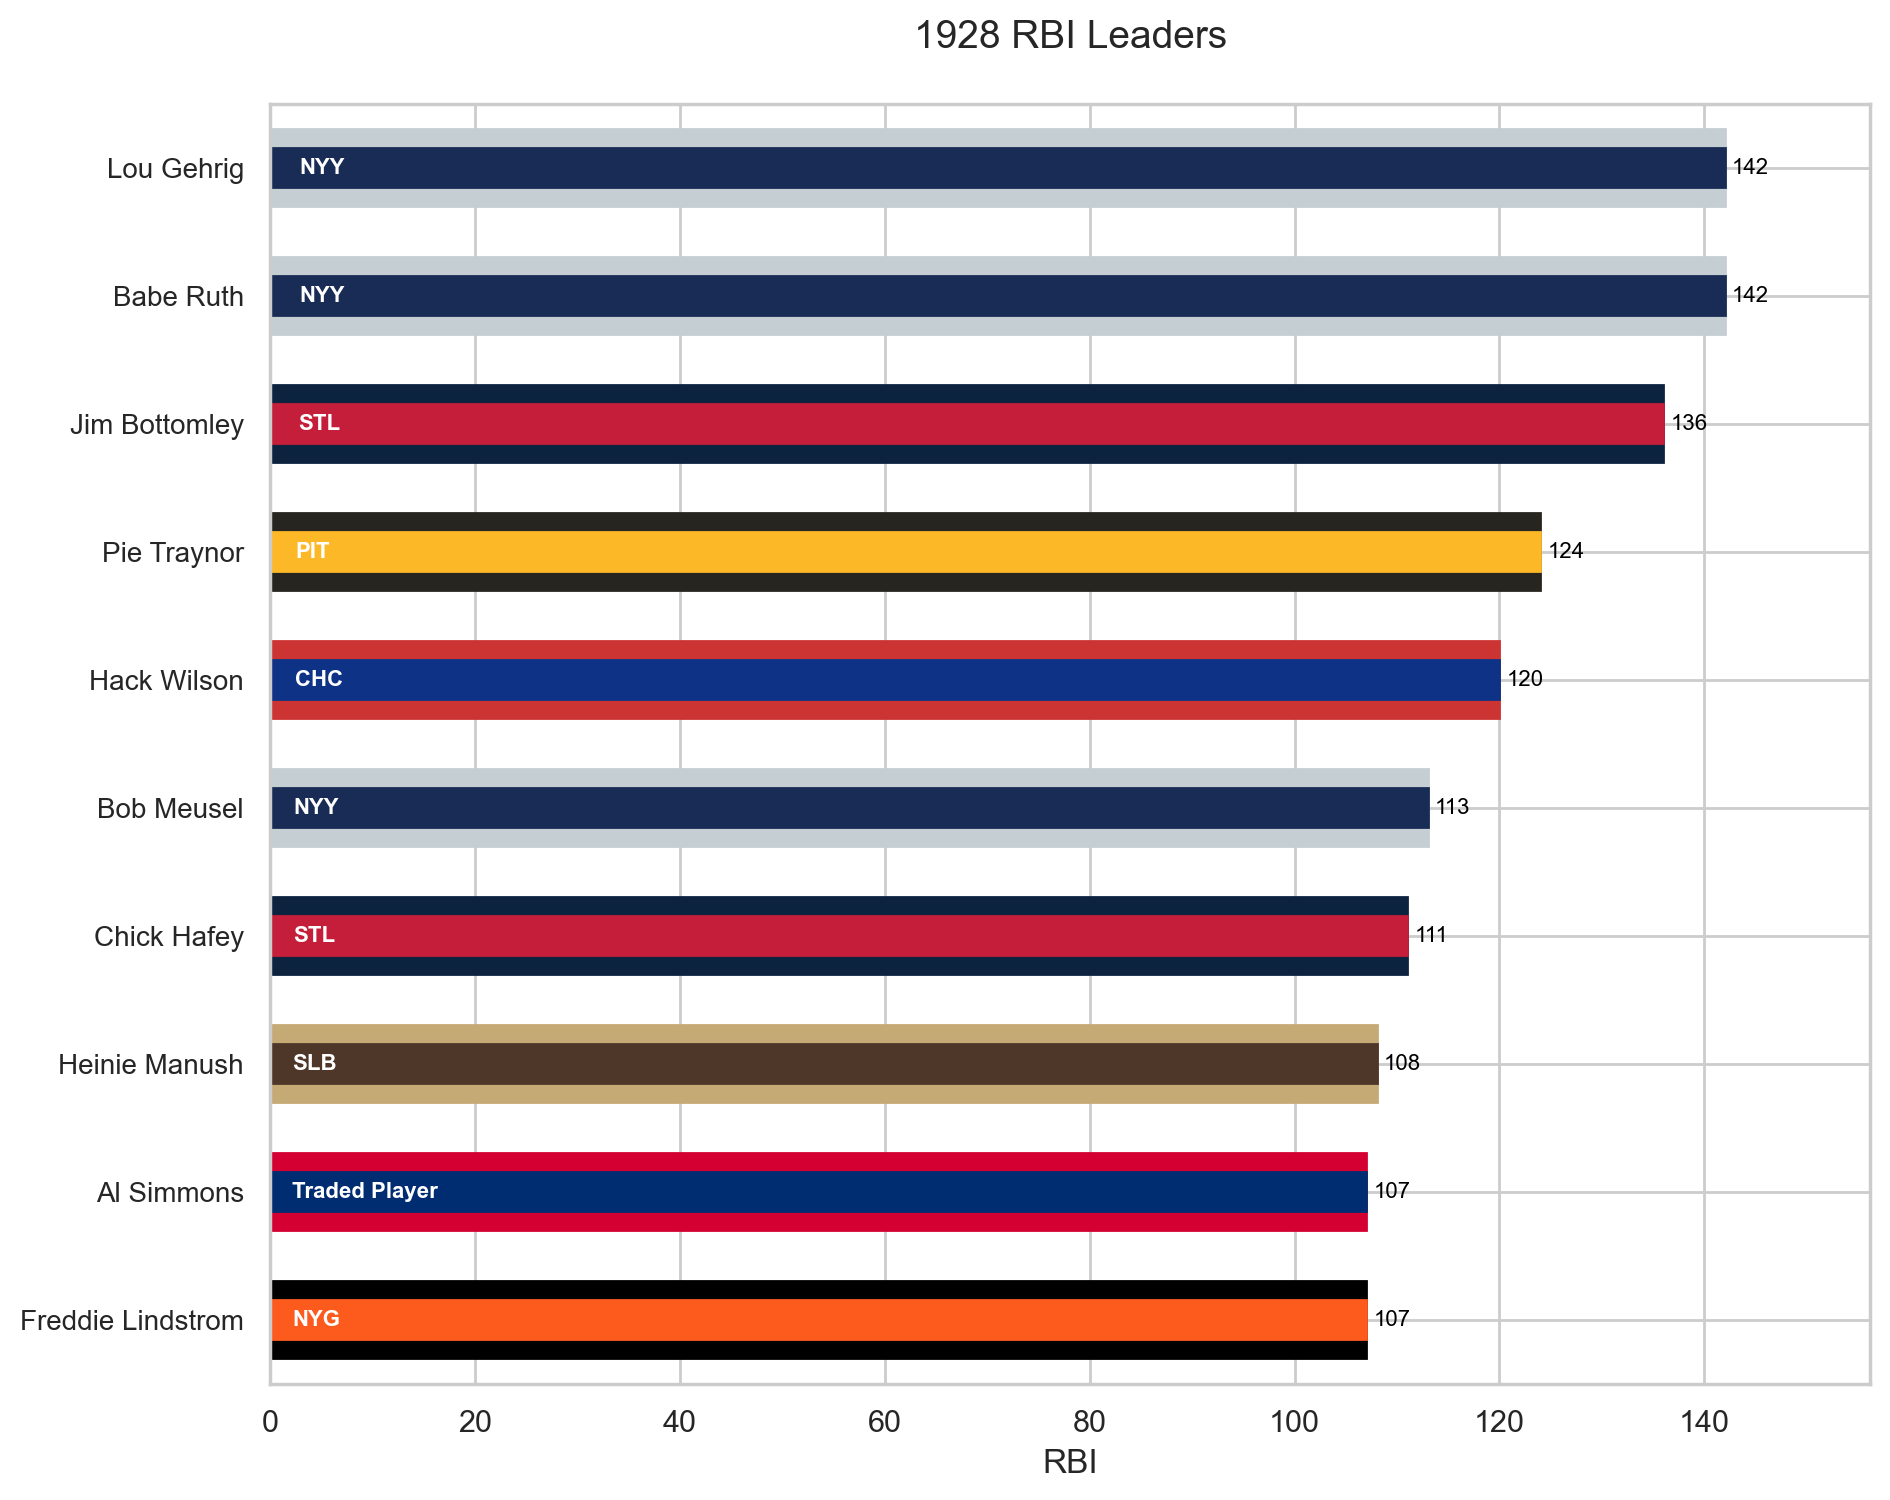 1928 RBI Leaders
Lou Gehrig NYY 142
Babe Ruth NYY 142
Jim Bottomley STL 136
Pie Traynor PIT 124
Hack Wilson CHC 120
Bob Meusel NYY 113
Chick Hafey STL 111
Heinie Manush SLB 108
Al Simmons Traded Player 107
Freddie Lindstrom NYG 107
0 20 40 60 80 100 120 140
RBI